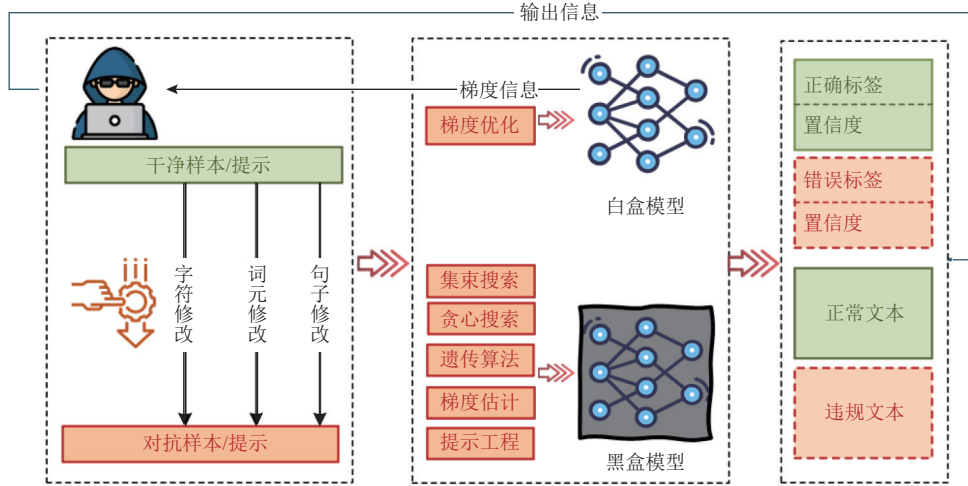 输出信息
干净样本/提示
字符修改
词元修改
句子修改
对抗样本/提示
梯度信息
梯度优化
白盒模型
集束搜索
贪心搜索
遗传算法
梯度估计
提示工程
黑盒模型
正确标签
置信度
错误标签
置信度
正常文本
违规文本